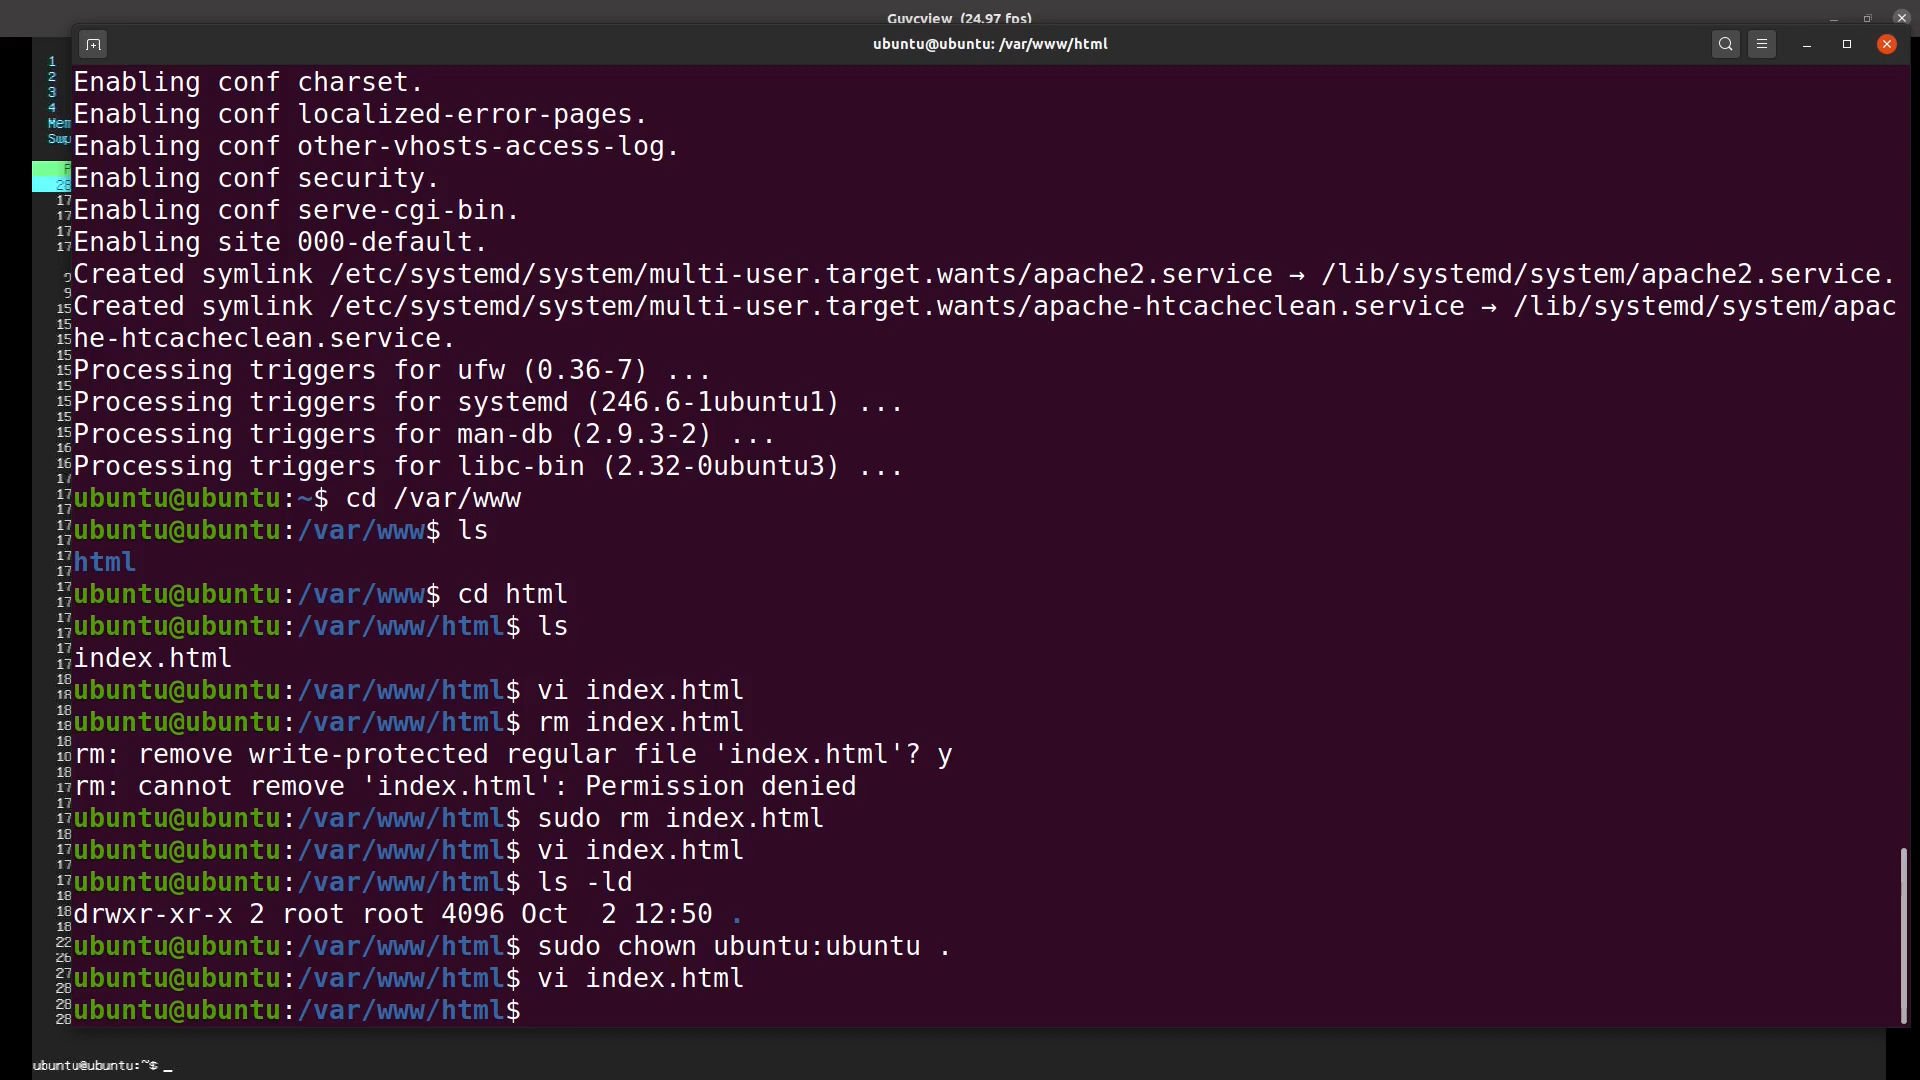 Guvcview (24.97 fps)
ubuntu@ubuntu: /var/www/html
1
2
3
4
Mem
Swp
Enabling conf charset.
Enabling conf localized-error-pages.
Enabling conf other-vhosts-access-log.
Enabling conf security.
Enabling conf serve-cgi-bin.
Enabling site 000-default.
Created symlink /etc/systemd/system/multi-user.target.wants/apache2.service → /lib/systemd/system/apache2.service.
Created symlink /etc/systemd/system/multi-user.target.wants/apache-htcacheclean.service → /lib/systemd/system/apac
he-htcacheclean.service.
Processing triggers for ufw (0.36-7) ...
Processing triggers for systemd (246.6-1ubuntu1) ...
Processing triggers for man-db (2.9.3-2) ...
Processing triggers for libc-bin (2.32-0ubuntu3) ...
ubuntu@ubuntu:~$ cd /var/www
ubuntu@ubuntu:/var/www$ ls
html
ubuntu@ubuntu:/var/www$ cd html
ubuntu@ubuntu:/var/www/html$ ls
index.html
ubuntu@ubuntu:/var/www/html$ vi index.html
ubuntu@ubuntu:/var/www/html$ rm index.html
rm: remove write-protected regular file 'index.html'? y
rm: cannot remove 'index.html': Permission denied
ubuntu@ubuntu:/var/www/html$ sudo rm index.html
ubuntu@ubuntu:/var/www/html$ vi index.html
ubuntu@ubuntu:/var/www/html$ ls -ld
drwxr-xr-x 2 root root 4096 Oct  2 12:50 .
ubuntu@ubuntu:/var/www/html$ sudo chown ubuntu:ubuntu .
ubuntu@ubuntu:/var/www/html$ vi index.html
ubuntu@ubuntu:/var/www/html$
ubuntu@ubuntu:~$ _